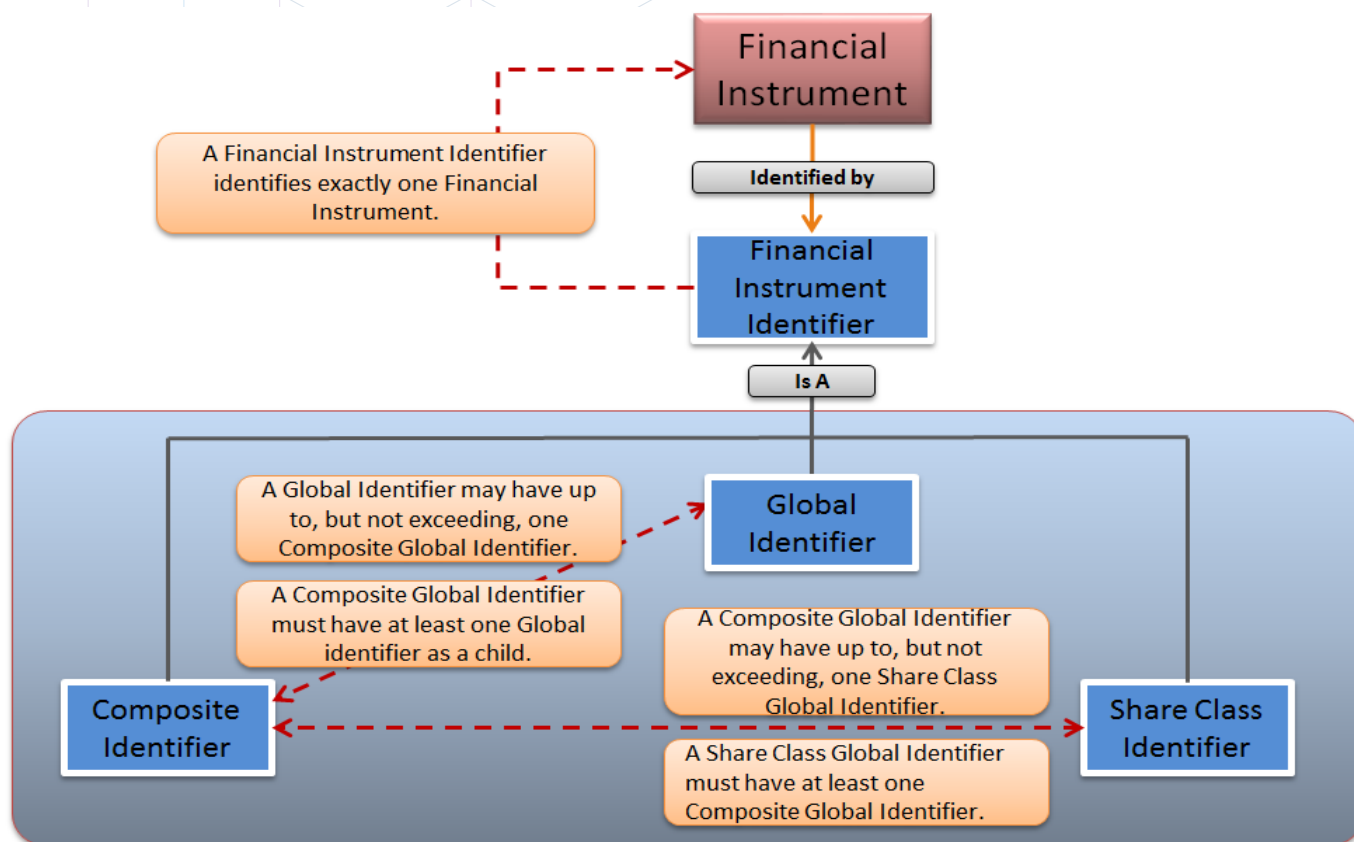 Financial
Instrument
A Financial Instrument Identifier
identifies exactly one Financial
Instrument.
Identified by
Financial
Instrument
Identifier
Is A
A Global Identifier may have up
to, but not exceeding, one
Composite Global Identifier.
Global
Identifier
A Composite Global Identifier
must have at least one Global
identifier as a child.
A Composite Global Identifier
may have up to, but not
exceeding, one Share Class
Global Identifier.
Composite
Identifier
Share Class
Identifier
A Share Class Global Identifier
must have at least one
Composite Global Identifier.